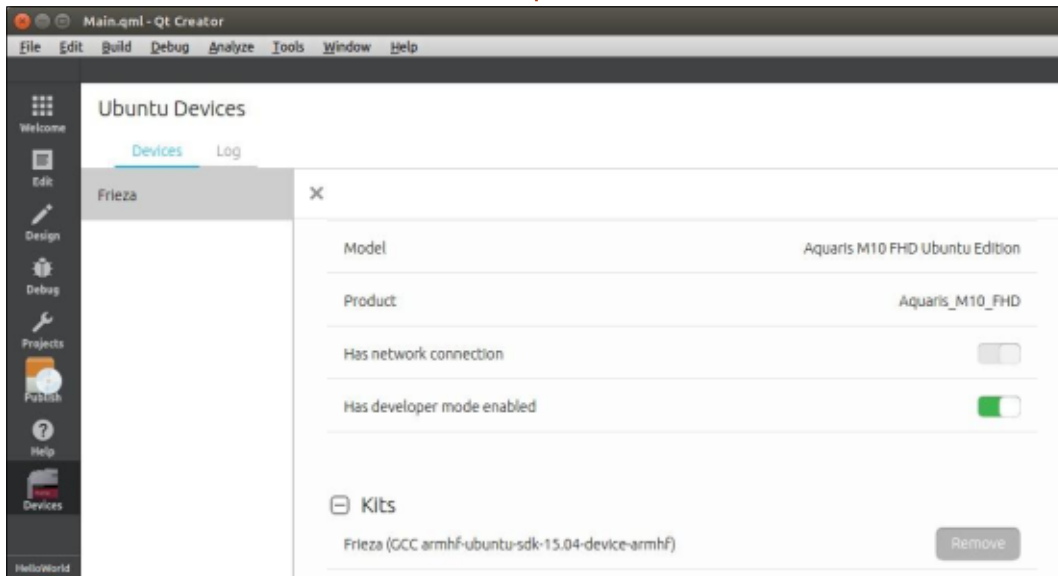 Main.qml - Qt Creator
File Edit Build Debug Analyze Tools Window Help
Welcome
Edit
Design
Debug
Projects
Publish
Help
Devices
HelloWorld
Ubuntu Devices
Devices Log
Frieza
Model Aquaris M10 FHD Ubuntu Edition
Product Aquaris_M10_FHD
Has network connection
Has developer mode enabled
Kits
Frieza (GCC armhf-ubuntu-sdk-15.04-device-armhf) Remove